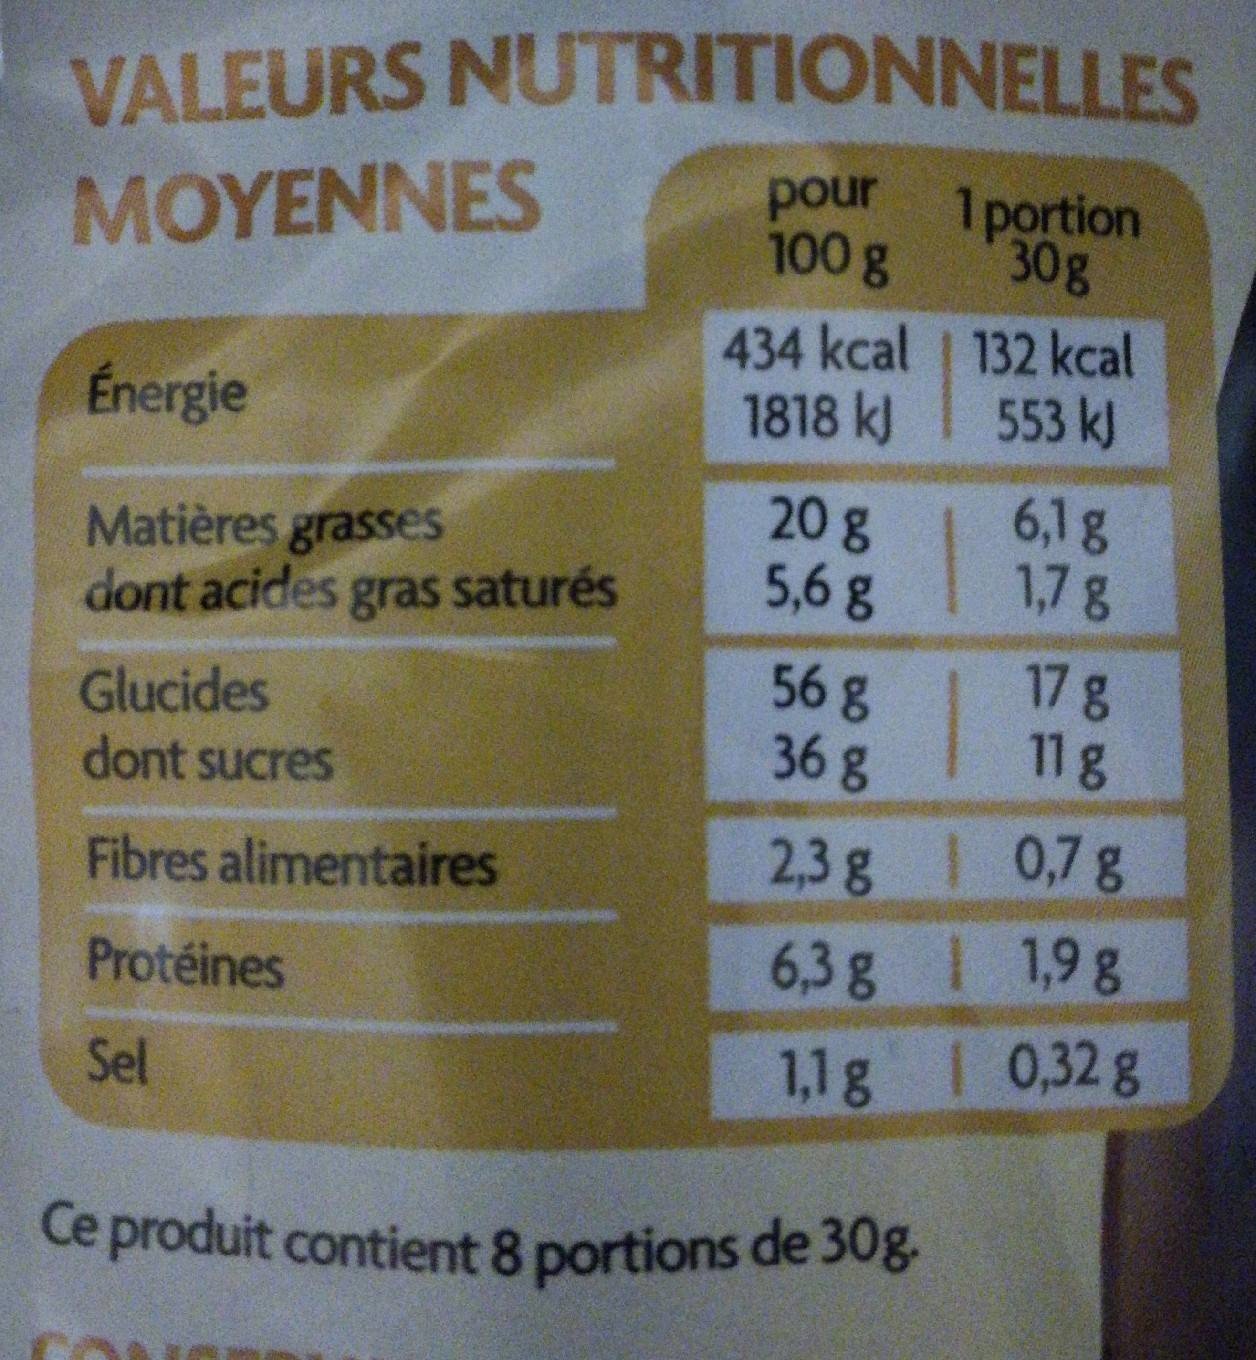 VALEURS NUTRITIONNELLES
MOYENNES
pour 100 g 1 portion 30g
Énergie 434 kcal 132 kcal
1818 kJ 553 kJ
Matières grasses 20 g 6,1 g
dont acides gras saturés 5,6 g 1,7 g
Glucides 56 g 17 g
dont sucres 36 g 11 g
Fibres alimentaires 2,3 g 0,7 g
Protéines 6,3 g 1,9 g
Sel 1,1 g 0,32 g
Ce produit contient 8 portions de 30g.